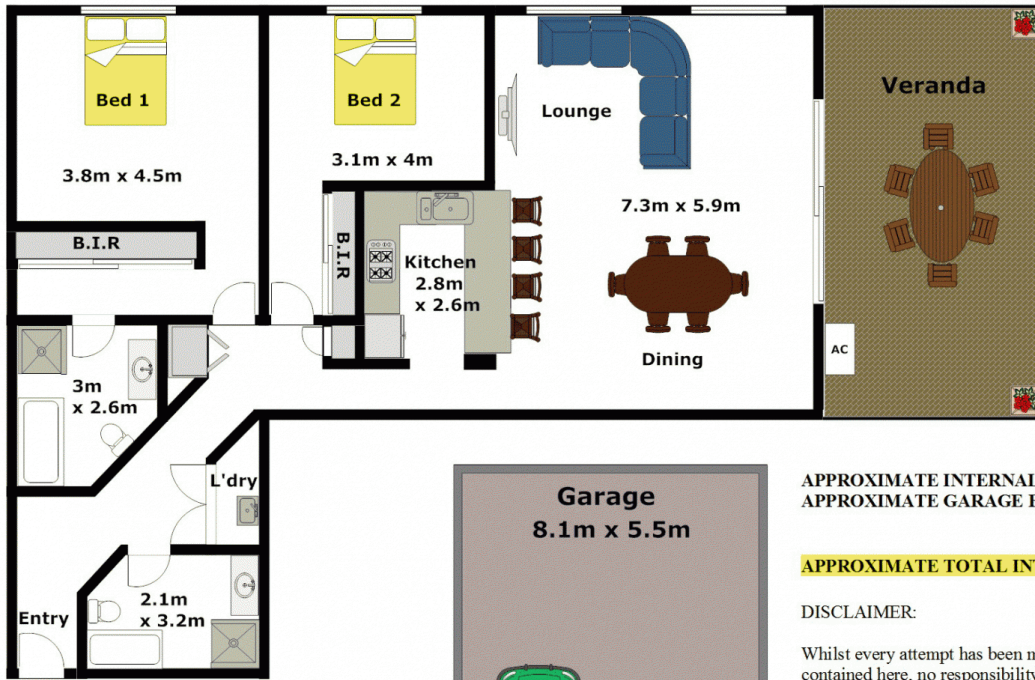 Bed 1
3.8m x 4.5m
B.I.R
Bed 2
3.1m x 4m
B.I.R
Lounge
7.3m x 5.9m
Kitchen
2.8m
x 2.6m
Dining
Veranda
AC
3m
x 2.6m
L'dry
2.1m
x 3.2m
Entry
Garage
8.1m x 5.5m
APPROXIMATE INTERNAL
APPROXIMATE GARAGE
APPROXIMATE TOTAL
DISCLAIMER:
Whilst every attempt has been
contained here, no responsibility